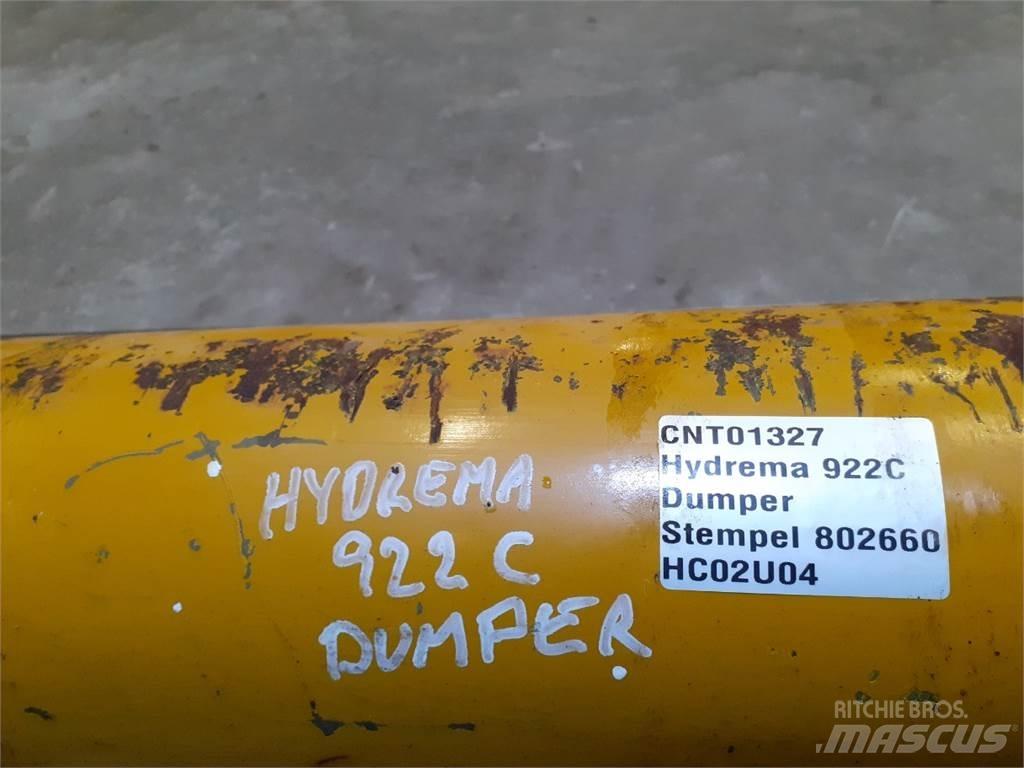 HYDREMA
922 C
DUMPER
CNT01327
Hydrema 922C
Dumper
Stempel 802660
HC02U04
RITCHIE BROS.
MASCUS